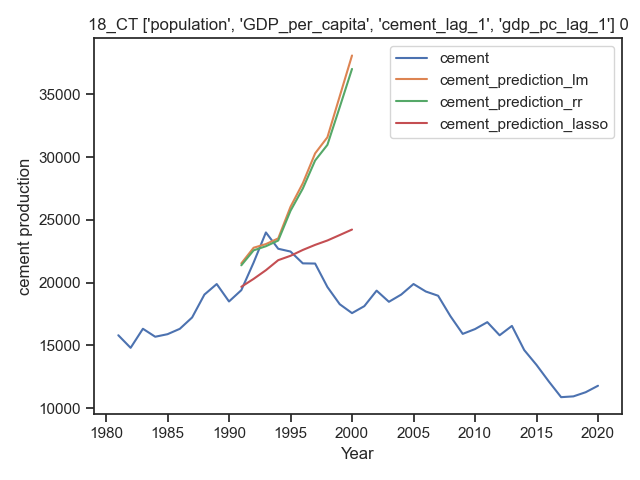 18_CT ['population', 'GDP_per_capita', 'cement_lag_1', 'gdp_pc_lag_1'] 0
cement
cement_prediction_lm
cement_prediction_rr
cement_prediction_lasso
cement production
35000
30000
25000
20000
15000
10000
1980 1985 1990 1995 2000 2005 2010 2015 2020
Year